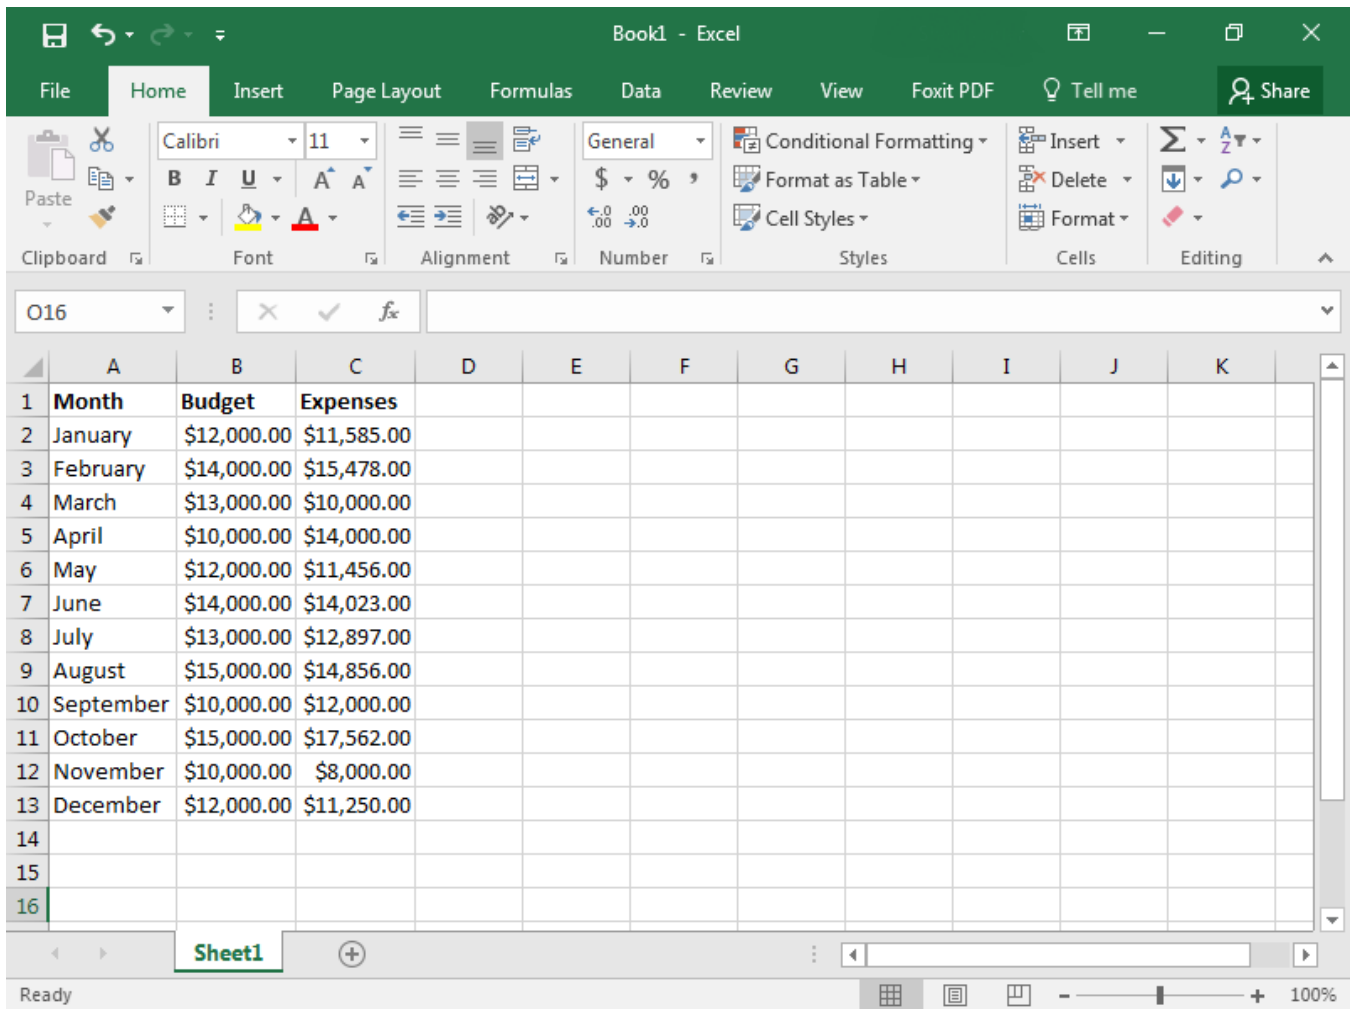 Book1 - Excel
File Home Insert Page Layout Formulas Data Review View Foxit PDF Tell me Share
Calibri 11 General Conditional Formatting Insert
Paste B I U A A $ % , Format as Table Delete
A .0 .00 .00 .0 Cell Styles Format
Clipboard Font Alignment Number Styles Cells Editing
O16 fx
A B C D E F G H I J K
1 Month Budget Expenses
2 January $12,000.00 $11,585.00
3 February $14,000.00 $15,478.00
4 March $13,000.00 $10,000.00
5 April $10,000.00 $14,000.00
6 May $12,000.00 $11,456.00
7 June $14,000.00 $14,023.00
8 July $13,000.00 $12,897.00
9 August $15,000.00 $14,856.00
10 September $10,000.00 $12,000.00
11 October $15,000.00 $17,562.00
12 November $10,000.00 $8,000.00
13 December $12,000.00 $11,250.00
14
15
16
Sheet1
Ready 100%